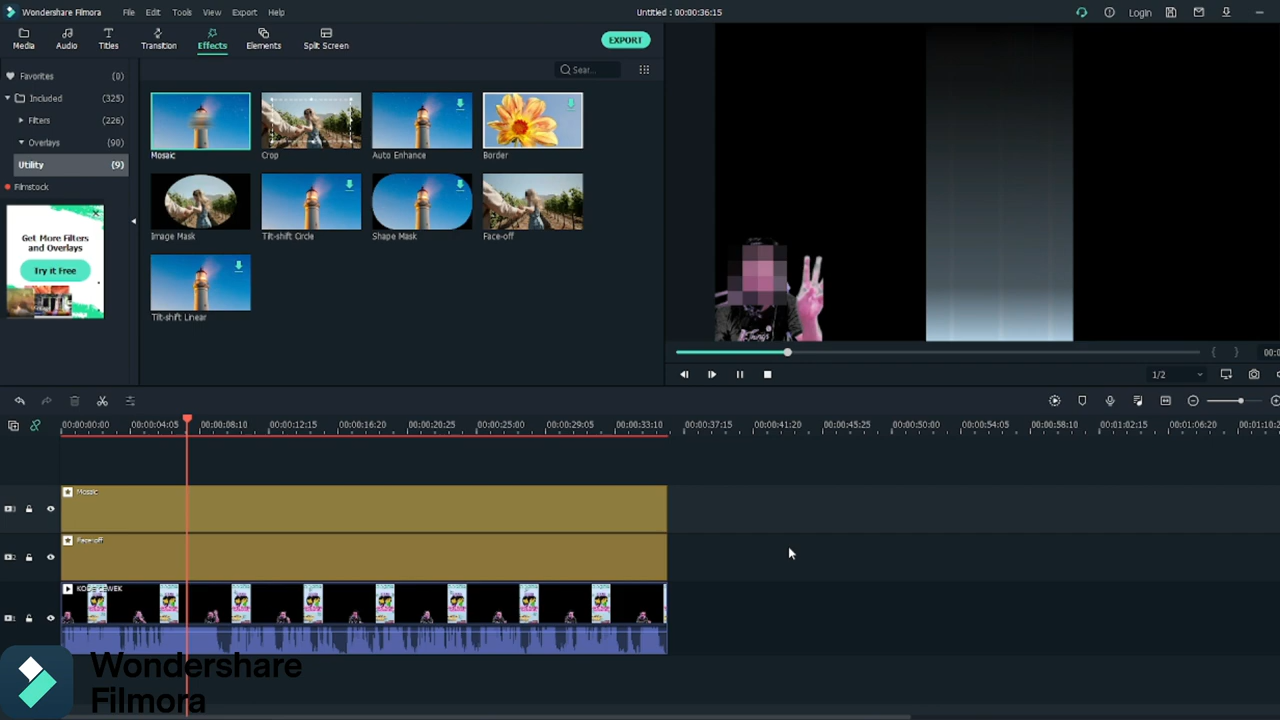 Wondershare Filmora File Edit Tools View Export Help Untitled : 00:00:36:15 Login
Media Audio Titles Transition Effects Elements Split Screen EXPORT
Favorites (0)
Included (325)
Filters (226)
Overlays (90)
Utility (9)
Filmstock
Get More Filters
and Overlays
Try it Free
Sear...
Mosaic Crop Auto Enhance Border
Image Mask Tilt-shift Circle Shape Mask Face-off
Tilt-shift Linear
Things
1/2
00:00:00:00 00:00:04:05 00:00:08:10 00:00:12:15 00:00:16:20 00:00:20:25 00:00:25:00 00:00:29:05 00:00:33:10 00:00:37:15 00:00:41:20 00:00:45:25 00:00:50:00 00:00:54:05 00:00:58:10 00:01:02:15 00:01:06:20 00:01:10:2
Mosaic
Face-off
Wondershare
Filmora